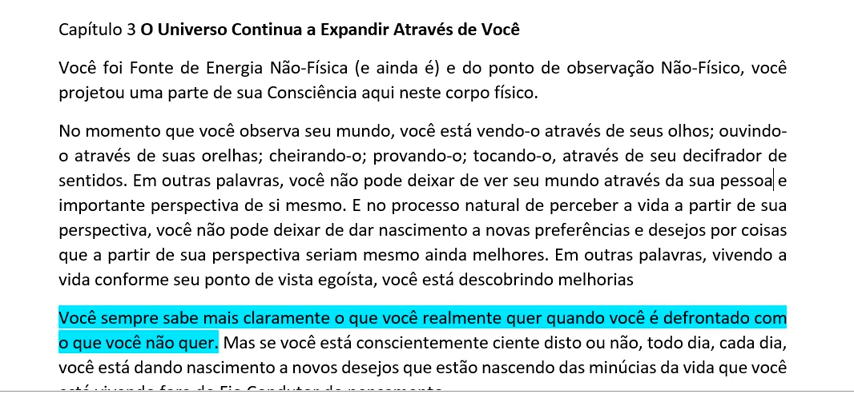 Capítulo 3 O Universo Continua a Expandir Através de Você
Você foi Fonte de Energia Não-Física (e ainda é) e do ponto de observação Não-Físico, você
projetou uma parte de sua Consciência aqui neste corpo físico.
No momento que você observa seu mundo, você está vendo-o através de seus olhos; ouvindo-
o através de suas orelhas; cheirando-o; provando-o; tocando-o, através de seu decifrador de
sentidos. Em outras palavras, você não pode deixar de ver seu mundo através da sua pessoa e
importante perspectiva de si mesmo. E no processo natural de perceber a vida a partir de sua
perspectiva, você não pode deixar de dar nascimento a novas preferências e desejos por coisas
que a partir de sua perspectiva seriam mesmo ainda melhores. Em outras palavras, vivendo a
vida conforme seu ponto de vista egoísta, você está descobrindo melhorias
Você sempre sabe mais claramente o que você realmente quer quando você é defrontado com
o que você não quer. Mas se você está conscientemente ciente disto ou não, todo dia, cada dia,
você está dando nascimento a novos desejos que estão nascendo das minúcias da vida que você